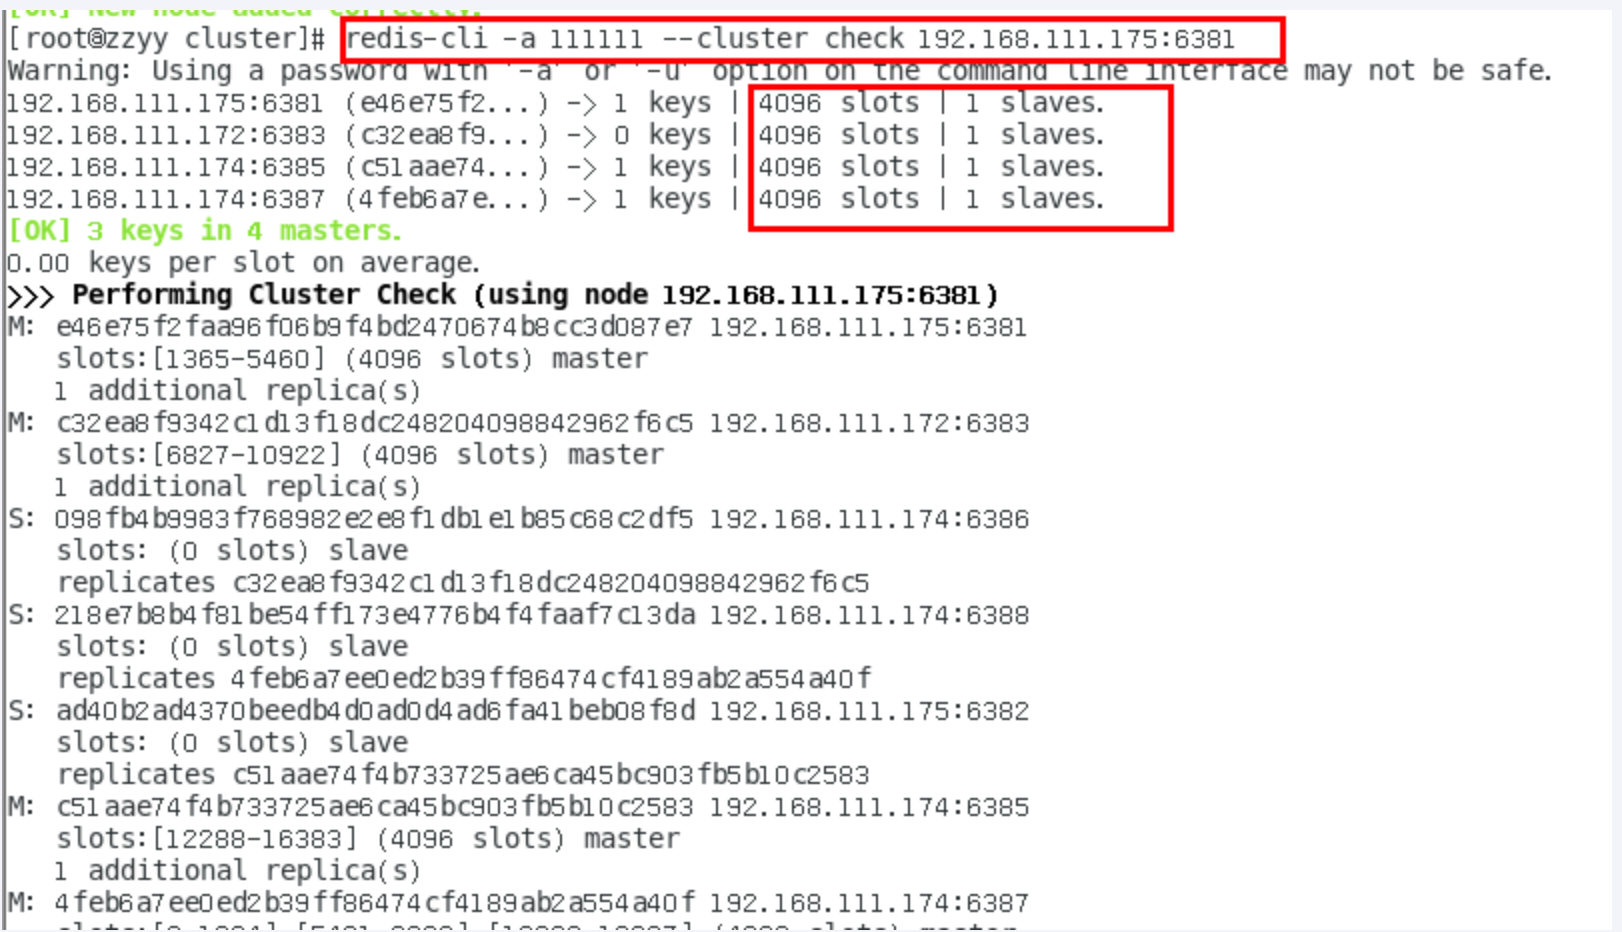 [OK] New node added correctly.
[root@zzyy cluster]# redis-cli -a 111111 --cluster check 192.168.111.175:6381
Warning: Using a password with '-a' or '-u' option on the command line interface may not be safe.
192.168.111.175:6381 (e46e75f2...) -> 1 keys | 4096 slots | 1 slaves.
192.168.111.172:6383 (c32ea8f9...) -> 0 keys | 4096 slots | 1 slaves.
192.168.111.174:6385 (c51aae74...) -> 1 keys | 4096 slots | 1 slaves.
192.168.111.174:6387 (4feb6a7e...) -> 1 keys | 4096 slots | 1 slaves.
[OK] 3 keys in 4 masters.
0.00 keys per slot on average.
>>> Performing Cluster Check (using node 192.168.111.175:6381)
M: e46e75f2faa96f06b9f4bd2470674b8cc3d087e7 192.168.111.175:6381
slots:[1365-5460] (4096 slots) master
1 additional replica(s)
M: c32ea8f9342c1d13f18dc248204098842962f6c5 192.168.111.172:6383
slots:[6827-10922] (4096 slots) master
1 additional replica(s)
S: 098fb4b9983f768982e2e8f1db1e1b85c68c2df5 192.168.111.174:6386
slots: (0 slots) slave
replicates c32ea8f9342c1d13f18dc248204098842962f6c5
S: 218e7b8b4f81be54ff173e4776b4f4faaf7c13da 192.168.111.174:6388
slots: (0 slots) slave
replicates 4feb6a7ee0ed2b39ff86474cf4189ab2a554a40f
S: ad40b2ad4370beedb4d0ad0d4ad6fa41beb08f8d 192.168.111.175:6382
slots: (0 slots) slave
replicates c51aae74f4b733725ae6ca45bc903fb5b10c2583
M: c51aae74f4b733725ae6ca45bc903fb5b10c2583 192.168.111.174:6385
slots:[12288-16383] (4096 slots) master
1 additional replica(s)
M: 4feb6a7ee0ed2b39ff86474cf4189ab2a554a40f 192.168.111.174:6387